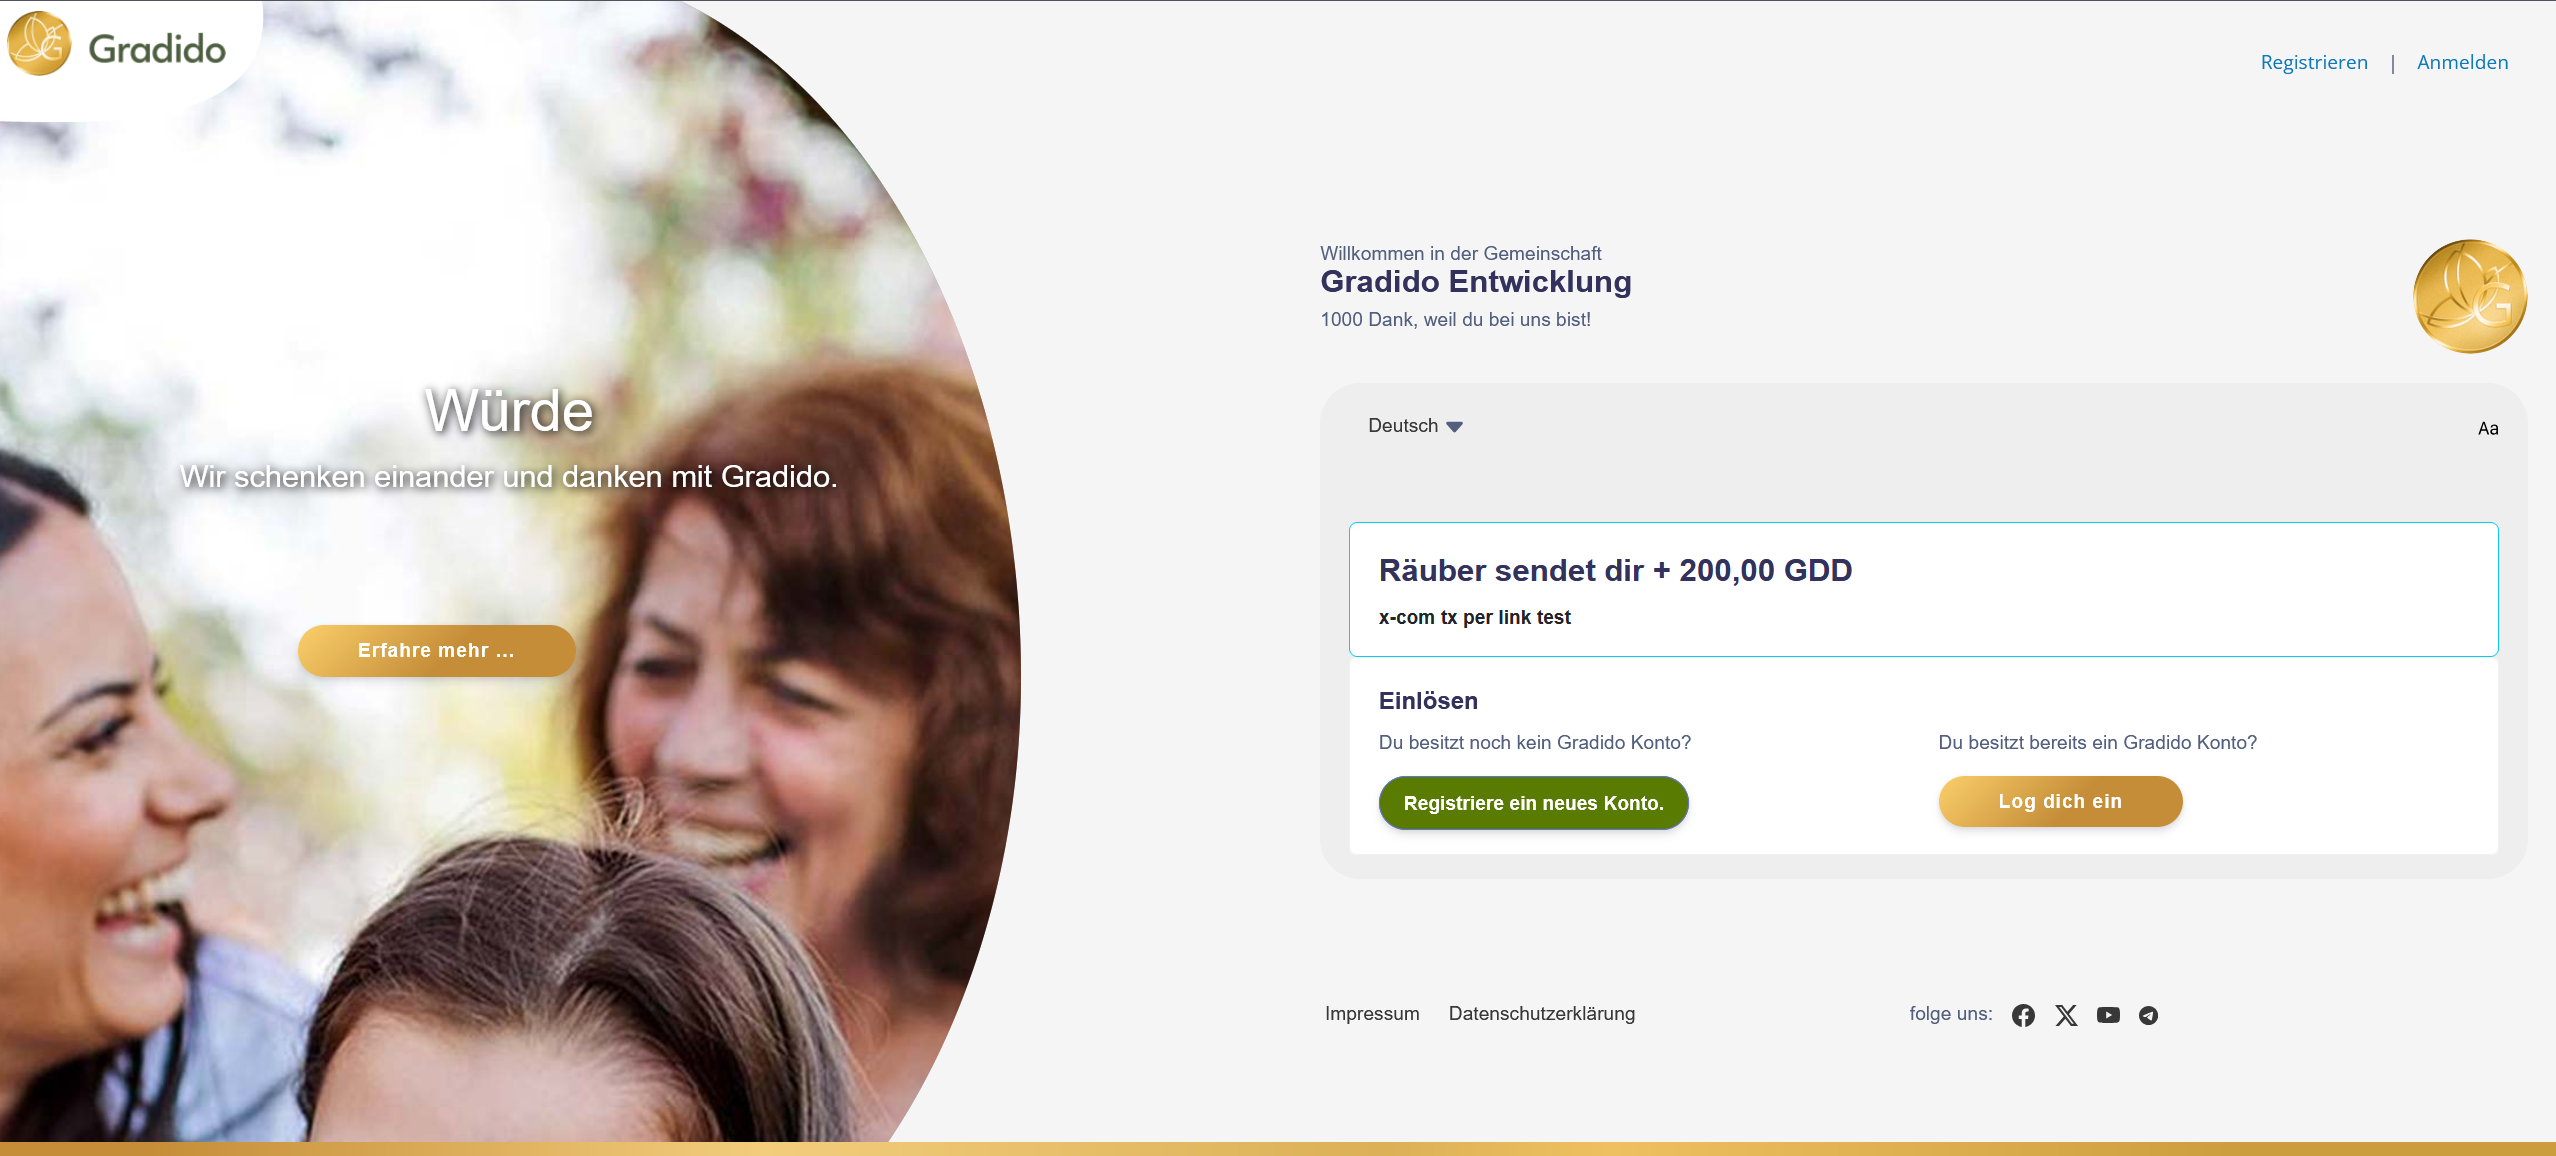 Gradido
Registrieren | Anmelden
Würde
Wir schenken einander und danken mit Gradido.
Erfahre mehr ...
Willkommen in der Gemeinschaft
Gradido Entwicklung
1000 Dank, weil du bei uns bist!
Deutsch
Aa
Räuber sendet dir + 200,00 GDD
x-com tx per link test
Einlösen
Du besitzt noch kein Gradido Konto?
Registriere ein neues Konto.
Du besitzt bereits ein Gradido Konto?
Log dich ein
Impressum Datenschutzerklärung
folge uns: